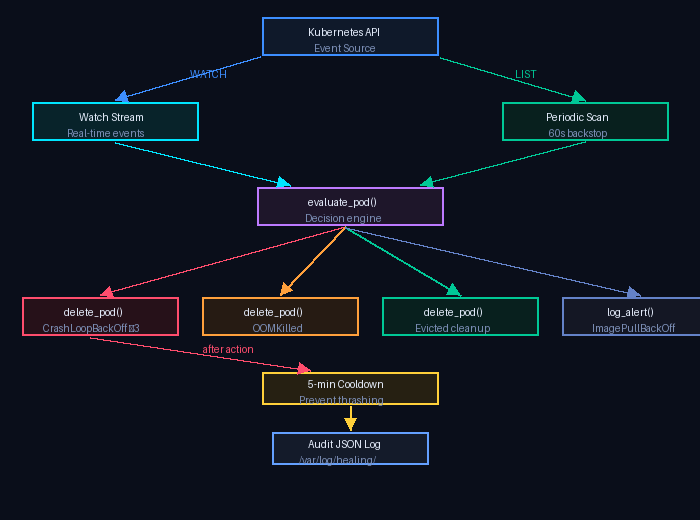 Kubernetes API
Event Source
WATCH
LIST
Watch Stream
Real-time events
Periodic Scan
60s backstop
evaluate_pod()
Decision engine
delete_pod()
CrashLoopBackOff 3
delete_pod()
OOMKilled
delete_pod()
Evicted cleanup
log_alert()
ImagePullBackOff
after action
5-min Cooldown
Prevent thrashing
Audit JSON Log
/var/log/healing/